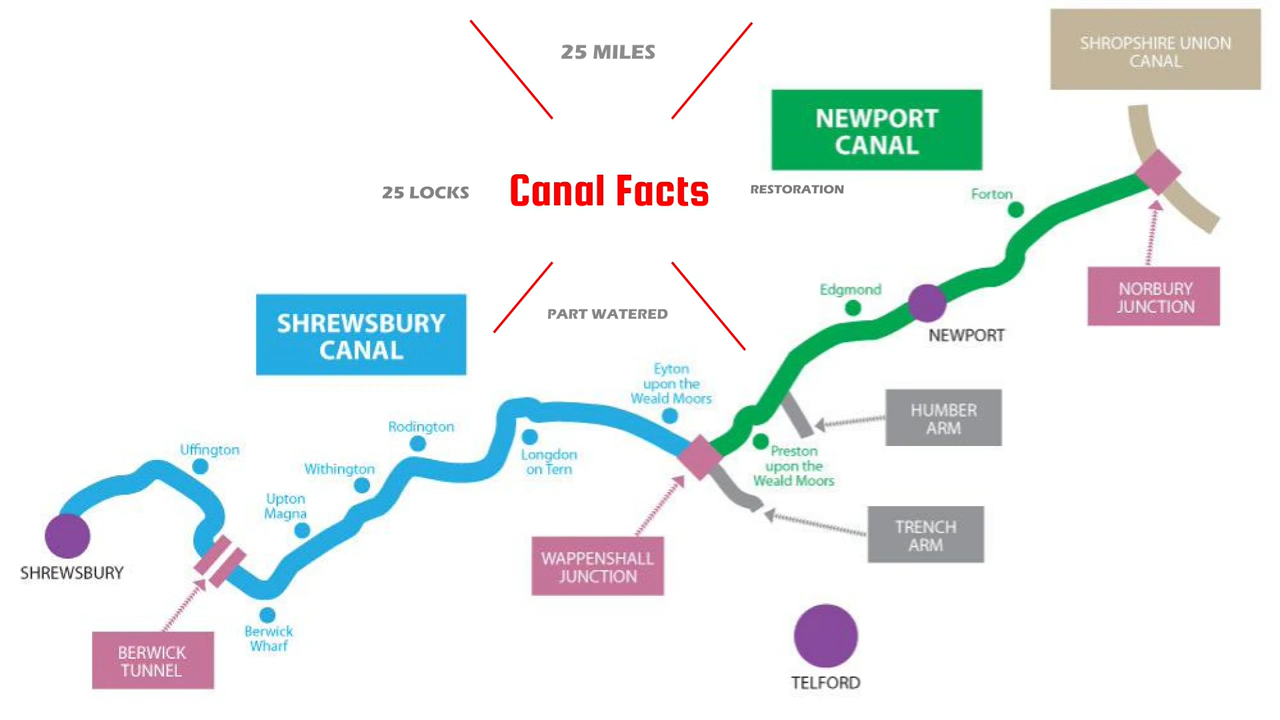 25 MILES
SHROPSHIRE UNION
CANAL
NEWPORT
CANAL
25 LOCKS
Canal Facts
RESTORATION
Forton
Edgmond
NORBURY
JUNCTION
SHREWSBURY
CANAL
PART WATERED
NEWPORT
Eyton
upon the
Weald Moors
HUMBER
ARM
Rodington
Uffington
Longdon
on Tern
Preston
upon the
Weald Moors
Withington
Upton
Magna
TRENCH
ARM
WAPPENSHALL
JUNCTION
SHREWSBURY
Berwick
Wharf
BERWICK
TUNNEL
TELFORD